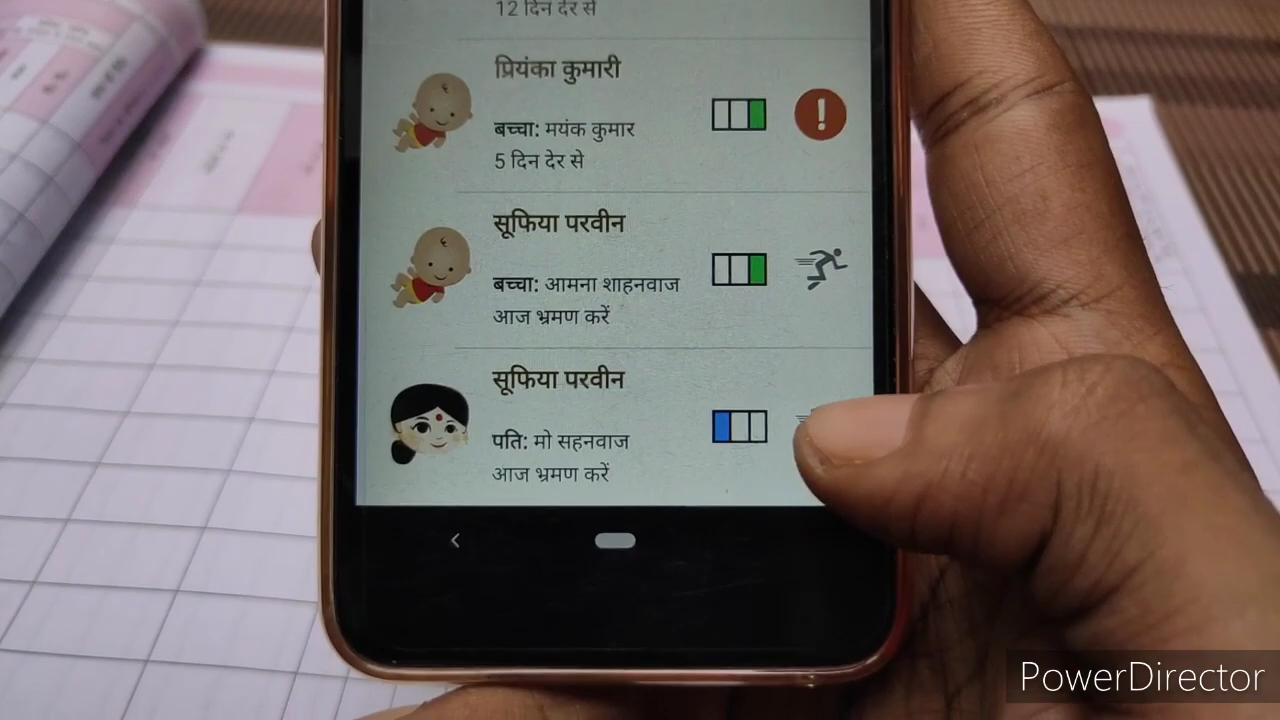 12 दिन देर से
प्रियंका कुमारी
बच्चा: मयंक कुमार
5 दिन देर से
सूफिया परवीन
बच्चा: आमना शाहनवाज
आज भ्रमण करें
सूफिया परवीन
पति: मो सहनवाज
आज भ्रमण करें
PowerDirector